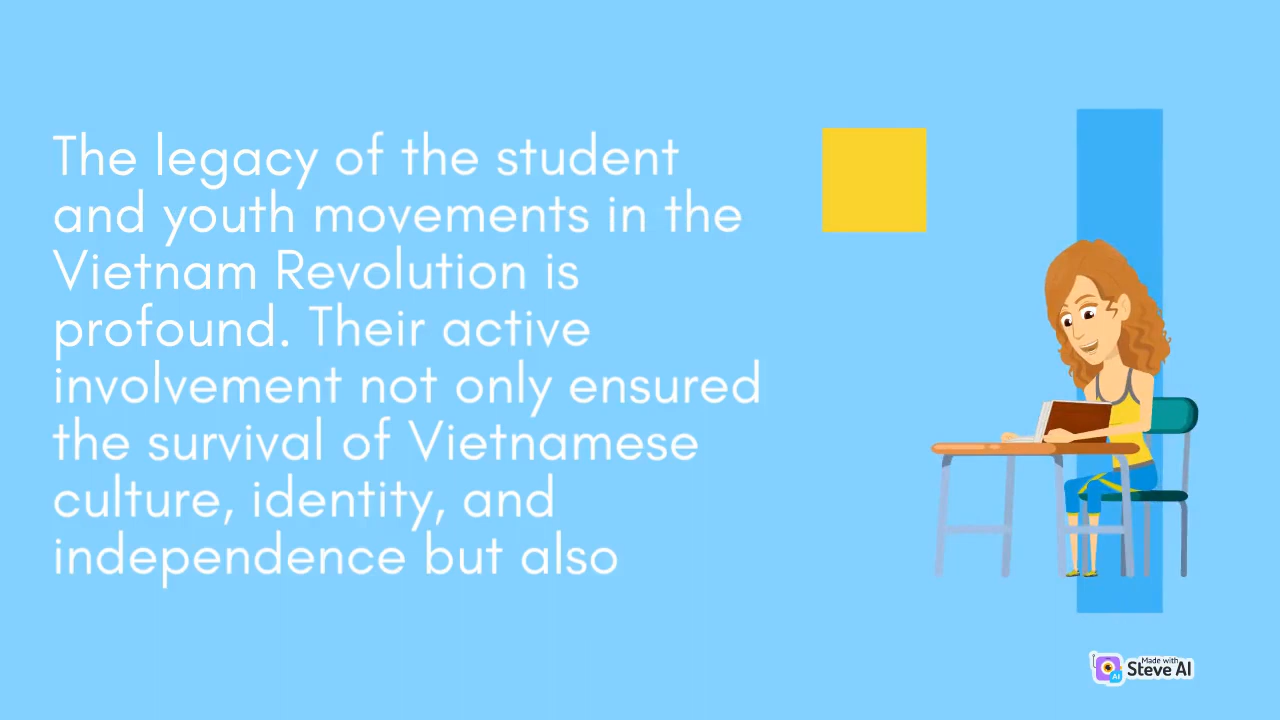 The legacy of the student
and youth movements in the
Vietnam Revolution is
profound. Their active
involvement not only ensured
the survival of Vietnamese
culture, identity, and
independence but also
Made with
Steve AI
AI